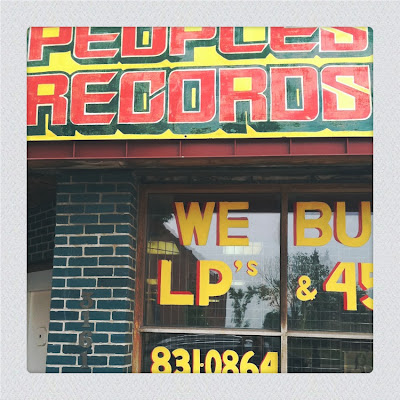 PEOPLES
RECORDS
WE BU
LP's & 45
831-0864